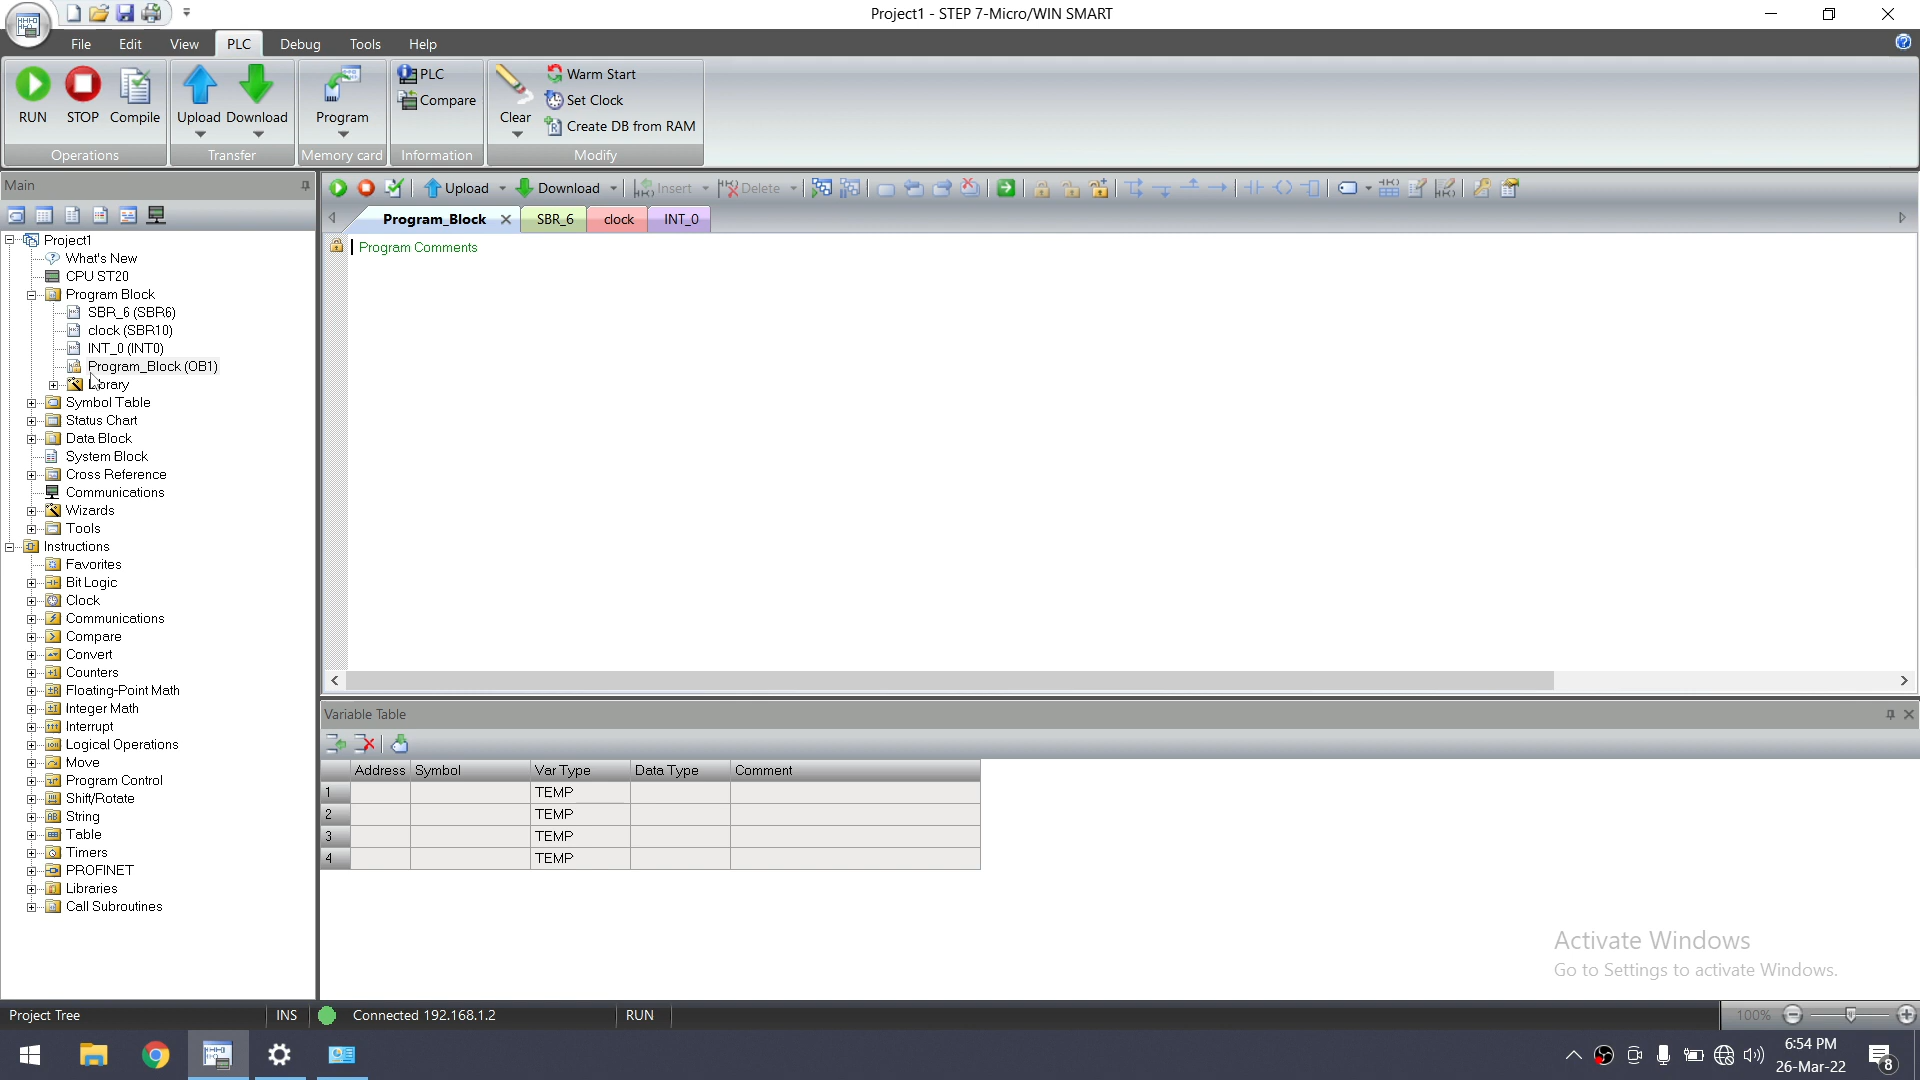 Project1 - STEP 7-Micro/WIN SMART
File Edit View PLC Debug Tools Help
RUN STOP Compile Upload Download Program PLC Compare Clear Warm Start Set Clock Create DB from RAM
Operations Transfer Memory card Information Modify
Main
Upload Download Insert Delete
Program_Block SBR_6 clock INT_0
Program Comments
Project1
What's New
CPU ST20
Program Block
SBR_6 (SBR6)
clock (SBR10)
INT_0 (INT0)
Program_Block (OB1)
Library
Symbol Table
Status Chart
Data Block
System Block
Cross Reference
Communications
Wizards
Tools
Instructions
Favorites
Bit Logic
Clock
Communications
Compare
Convert
Counters
Floating-Point Math
Integer Math
Interrupt
Logical Operations
Move
Program Control
Shift/Rotate
String
Table
Timers
PROFINET
Libraries
Call Subroutines
Variable Table
Address Symbol Var Type Data Type Comment
1 TEMP
2 TEMP
3 TEMP
4 TEMP
Activate Windows
Go to Settings to activate Windows.
Project Tree INS Connected 192.168.1.2 RUN 100%
6:54 PM
26-Mar-22
8